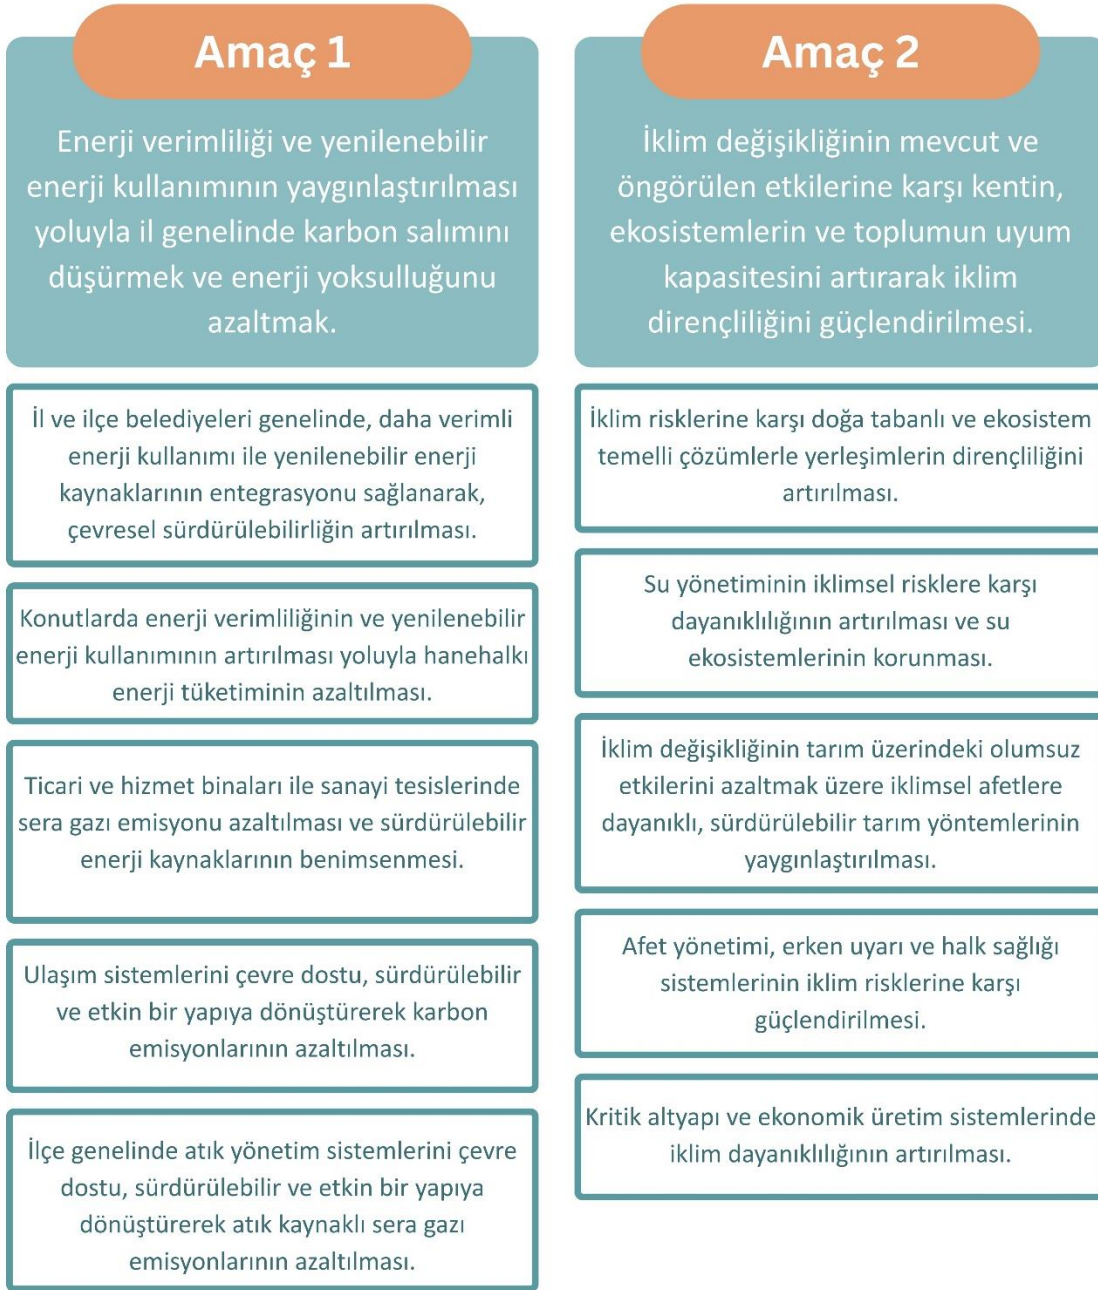 Amaç 1
Enerji verimliliği ve yenilenebilir
enerji kullanımının yaygınlaştırılması
yoluyla il genelinde karbon salımını
düşürmek ve enerji yoksulluğunu
azaltmak.
İl ve ilçe belediyeleri genelinde, daha verimli
enerji kullanımı ile yenilenebilir enerji
kaynaklarının entegrasyonu sağlanarak,
çevresel sürdürülebilirliğin artırılması.
Konutlarda enerji verimliliğinin ve yenilenebilir
enerji kullanımının artırılması yoluyla hanehalkı
enerji tüketiminin azaltılması.
Ticari ve hizmet binaları ile sanayi tesislerinde
sera gazı emisyonu azaltılması ve sürdürülebilir
enerji kaynaklarının benimsenmesi.
Ulaşım sistemlerini çevre dostu, sürdürülebilir
ve etkin bir yapıya dönüştürerek karbon
emisyonlarının azaltılması.
İlçe genelinde atık yönetim sistemlerini çevre
dostu, sürdürülebilir ve etkin bir yapıya
dönüştürerek atık kaynaklı sera gazı
emisyonlarının azaltılması.
Amaç 2
İklim değişikliğinin mevcut ve
öngörülen etkilerine karşı kentin,
ekosistemlerin ve toplumun uyum
kapasitesini artırarak iklim
dirençliliğini güçlendirilmesi.
İklim risklerine karşı doğa tabanlı ve ekosistem
temelli çözümlerle yerleşimlerin dirençliliğini
artırılması.
Su yönetiminin iklimsel risklere karşı
dayanıklılığının artırılması ve su
ekosistemlerinin korunması.
İklim değişikliğinin tarım üzerindeki olumsuz
etkilerini azaltmak üzere iklimsel afetlere
dayanıklı, sürdürülebilir tarım yöntemlerinin
yaygınlaştırılması.
Afet yönetimi, erken uyarı ve halk sağlığı
sistemlerinin iklim risklerine karşı
güçlendirilmesi.
Kritik altyapı ve ekonomik üretim sistemlerinde
iklim dayanıklılığının artırılması.